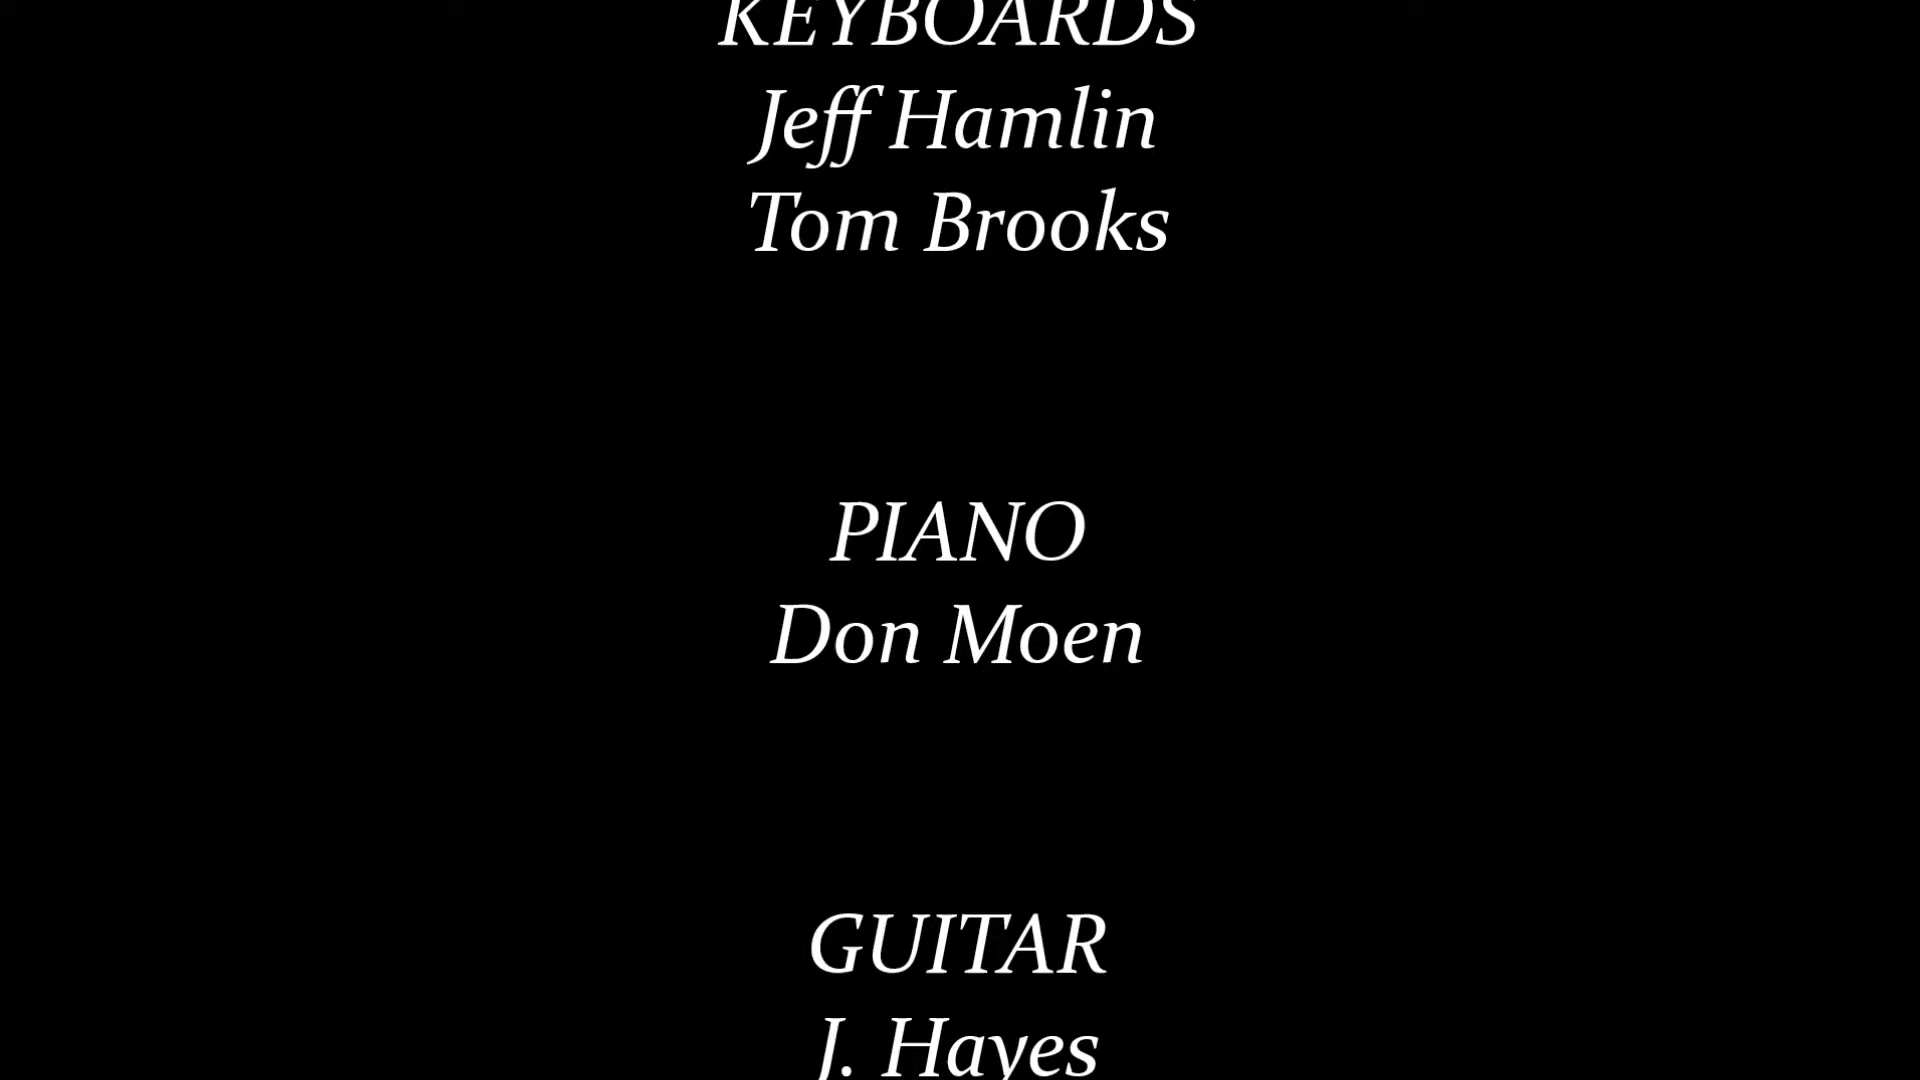 KEYBOARDS
Jeff Hamlin
Tom Brooks
PIANO
Don Moen
GUITAR
J. Hayes